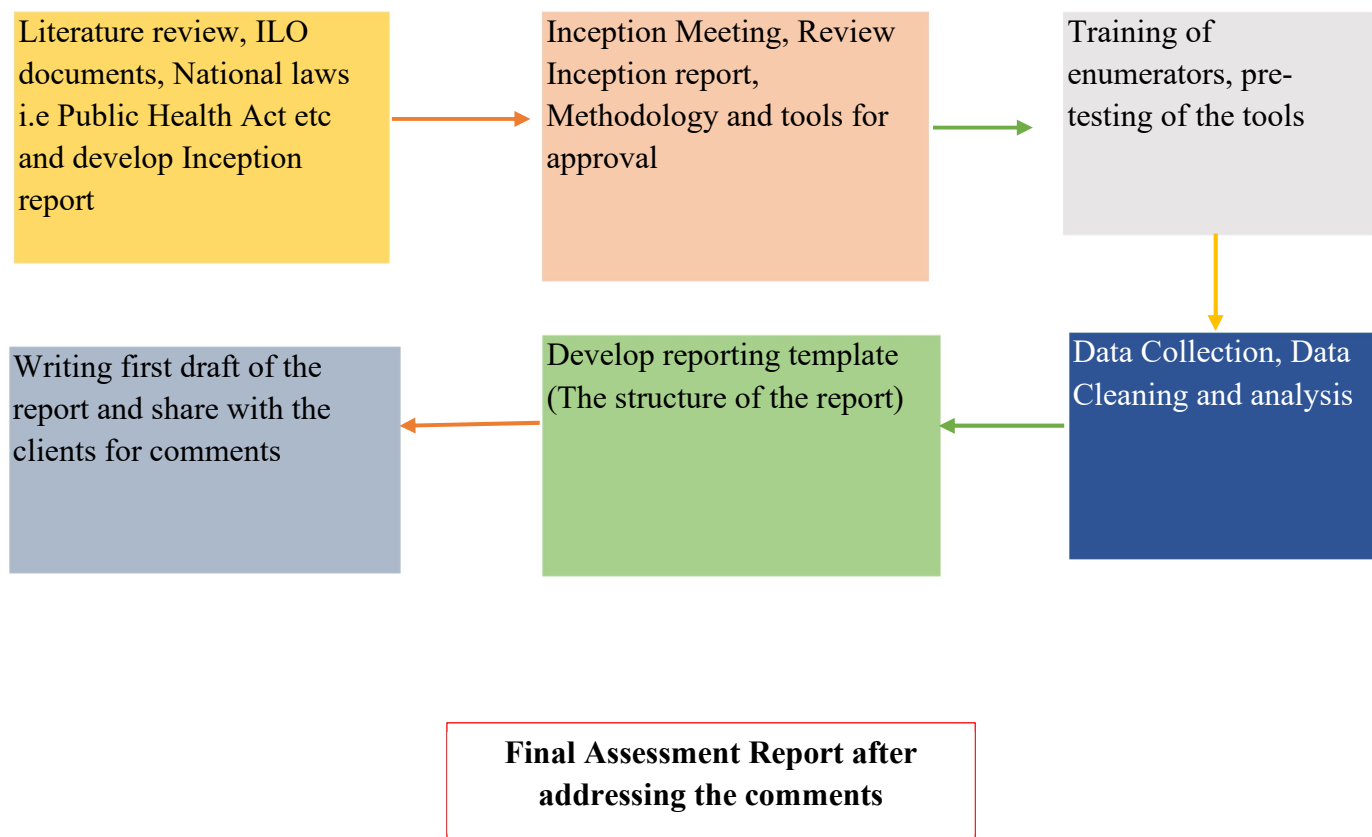 Literature review, ILO
documents, National laws
i.e Public Health Act etc
and develop Inception
report
Inception Meeting, Review
Inception report,
Methodology and tools for
approval
Training of
enumerators, pre-
testing of the tools
Data Collection, Data
Cleaning and analysis
Develop reporting template
(The structure of the report)
Writing first draft of the
report and share with the
clients for comments
Final Assessment Report after
addressing the comments